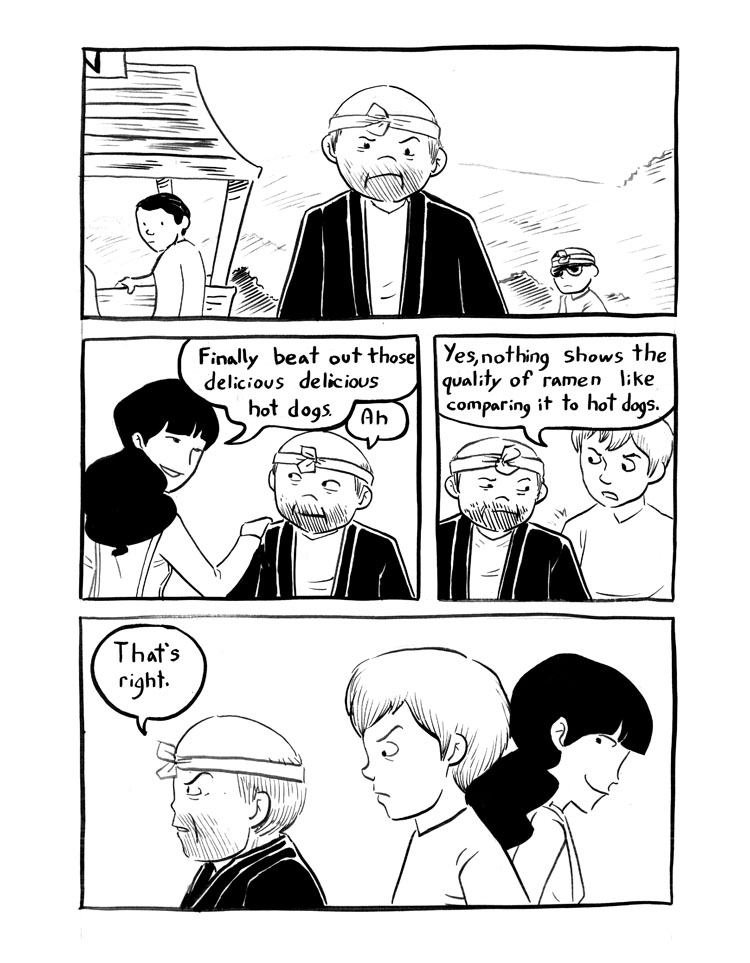 Finally beat out those
delicious delicious
hot dogs.
Ah
Yes, nothing shows the
quality of ramen like
comparing it to hot dogs.
That's
right.